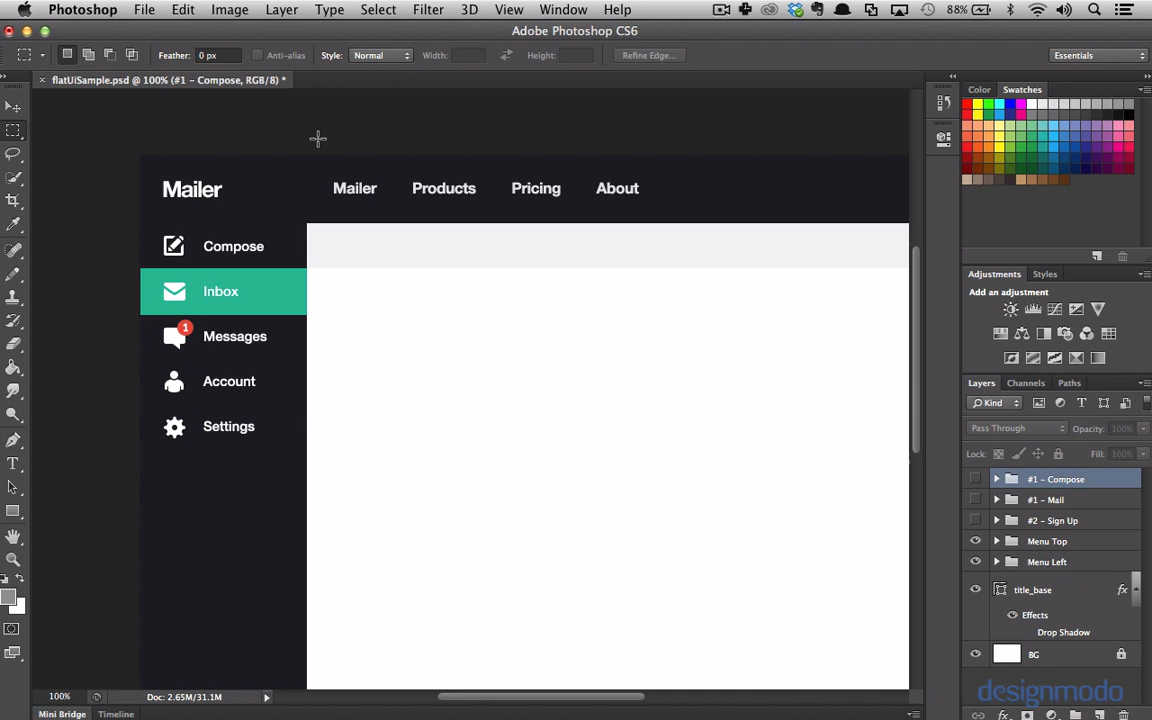 Photoshop File Edit Image Layer Type Select Filter 3D View Window Help 88%
Adobe Photoshop CS6
Feather: 0 px Anti-alias Style: Normal Width: Height: Refine Edge... Essentials
× flatUiSample.psd @ 100% (#1 - Compose, RGB/8) *
Color Swatches
Mailer Mailer Products Pricing About
Compose
Inbox
1
Messages
Account
Settings
Adjustments Styles
Add an adjustment
Layers Channels Paths
Kind
Pass Through Opacity: 100%
Lock: Fill: 100%
#1 - Compose
#1 - Mail
#2 - Sign Up
Menu Top
Menu Left
title_base fx
Effects
Drop Shadow
BG
designmodo
100% Doc: 2.65M/31.1M
Mini Bridge Timeline
fx